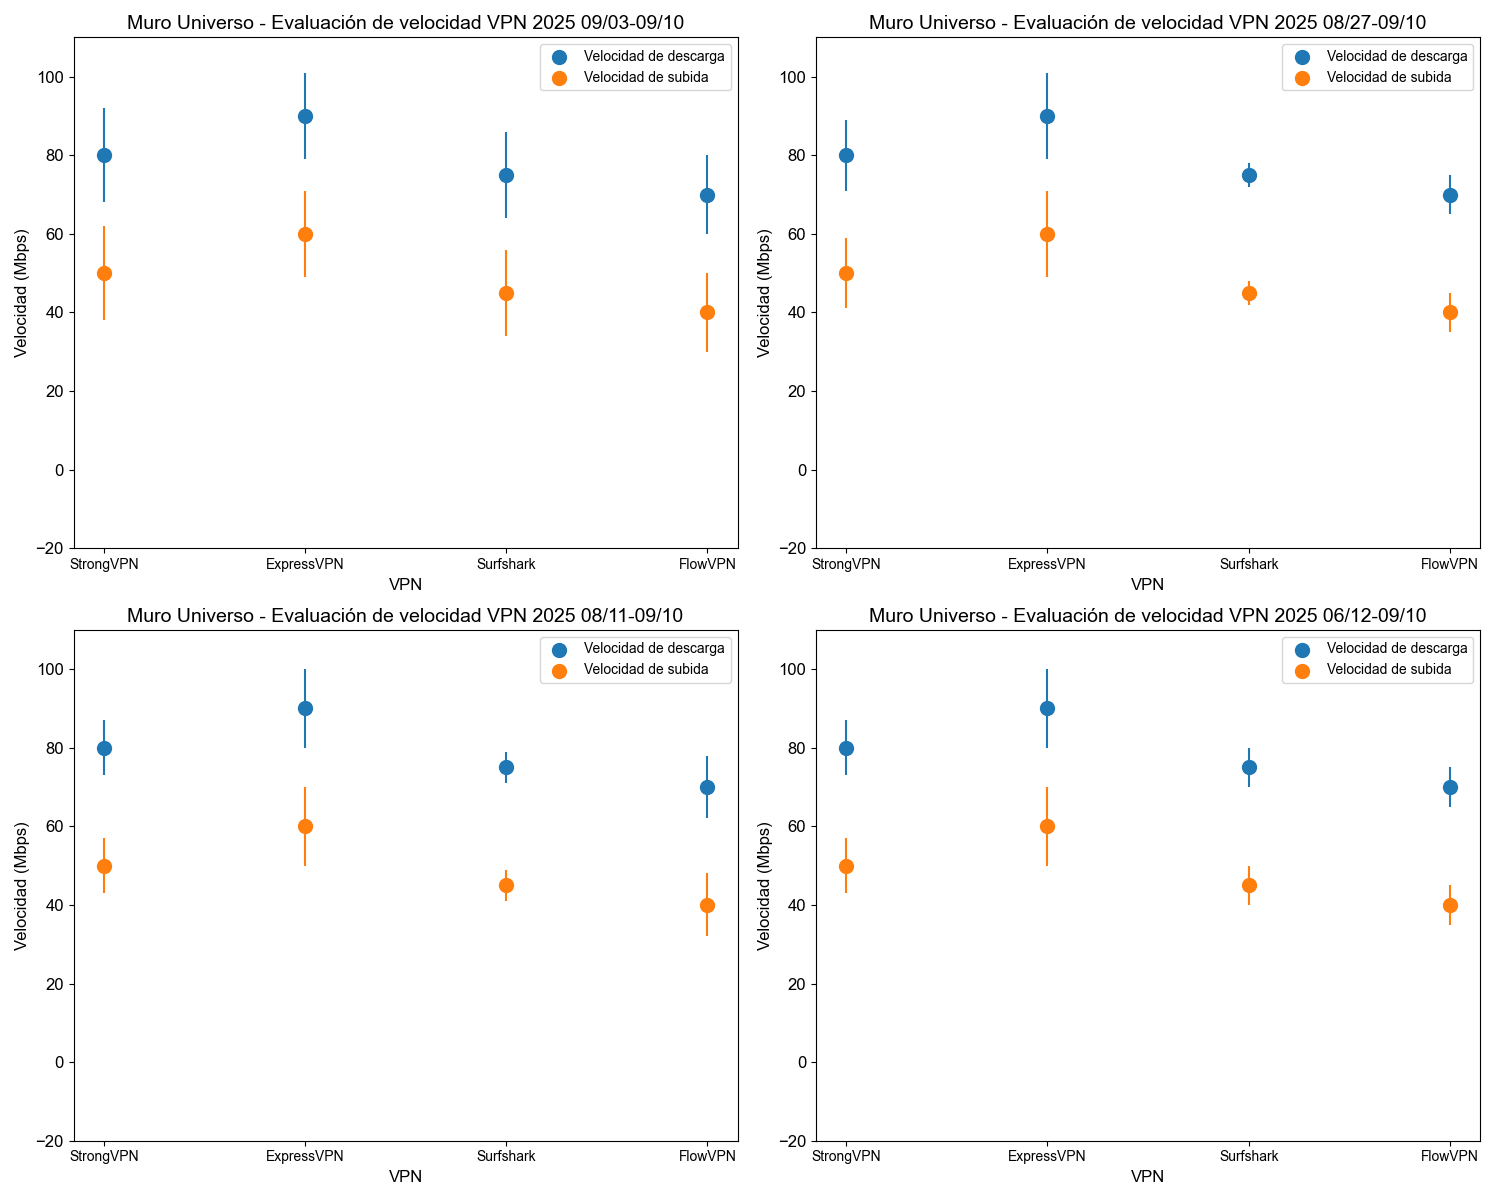 Muro Universo - Evaluación de velocidad VPN 2025 09/03-09/10
Velocidad de descarga
Velocidad de subida
100
80
60
40
20
0
−20
Velocidad (Mbps)
StrongVPN ExpressVPN Surfshark FlowVPN
VPN
Muro Universo - Evaluación de velocidad VPN 2025 08/27-09/10
Velocidad de descarga
Velocidad de subida
100
80
60
40
20
0
−20
Velocidad (Mbps)
StrongVPN ExpressVPN Surfshark FlowVPN
VPN
Muro Universo - Evaluación de velocidad VPN 2025 08/11-09/10
Velocidad de descarga
Velocidad de subida
100
80
60
40
20
0
−20
Velocidad (Mbps)
StrongVPN ExpressVPN Surfshark FlowVPN
VPN
Muro Universo - Evaluación de velocidad VPN 2025 06/12-09/10
Velocidad de descarga
Velocidad de subida
100
80
60
40
20
0
−20
Velocidad (Mbps)
StrongVPN ExpressVPN Surfshark FlowVPN
VPN